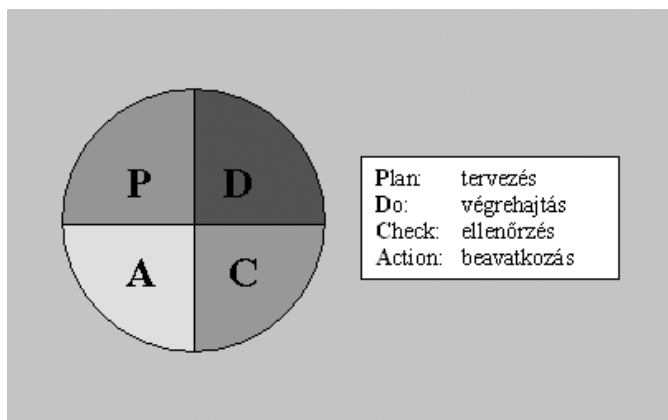 P D
A C
Plan: tervezés
Do: végrehajtás
Check: ellenőrzés
Action: beavatkozás